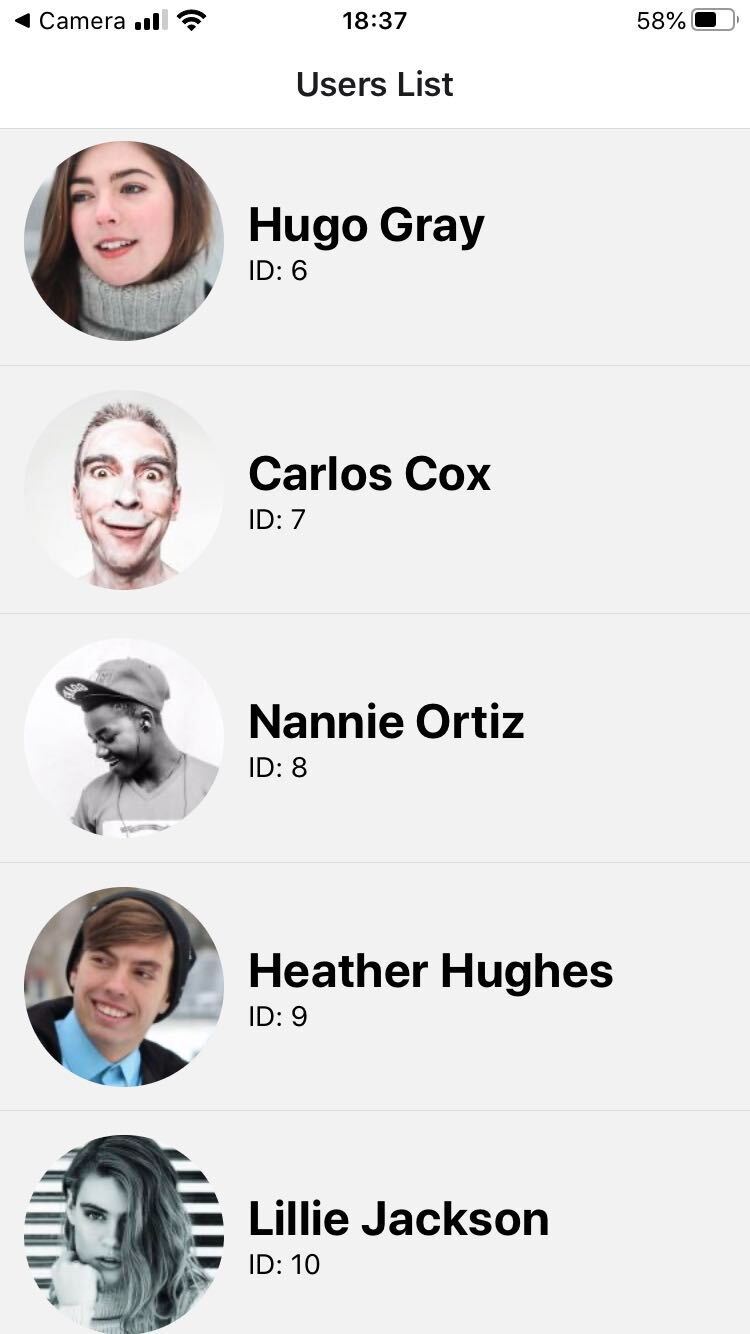 ◀ Camera 18:37 58%
Users List
Hugo Gray
ID: 6
Carlos Cox
ID: 7
Nannie Ortiz
ID: 8
Heather Hughes
ID: 9
Lillie Jackson
ID: 10